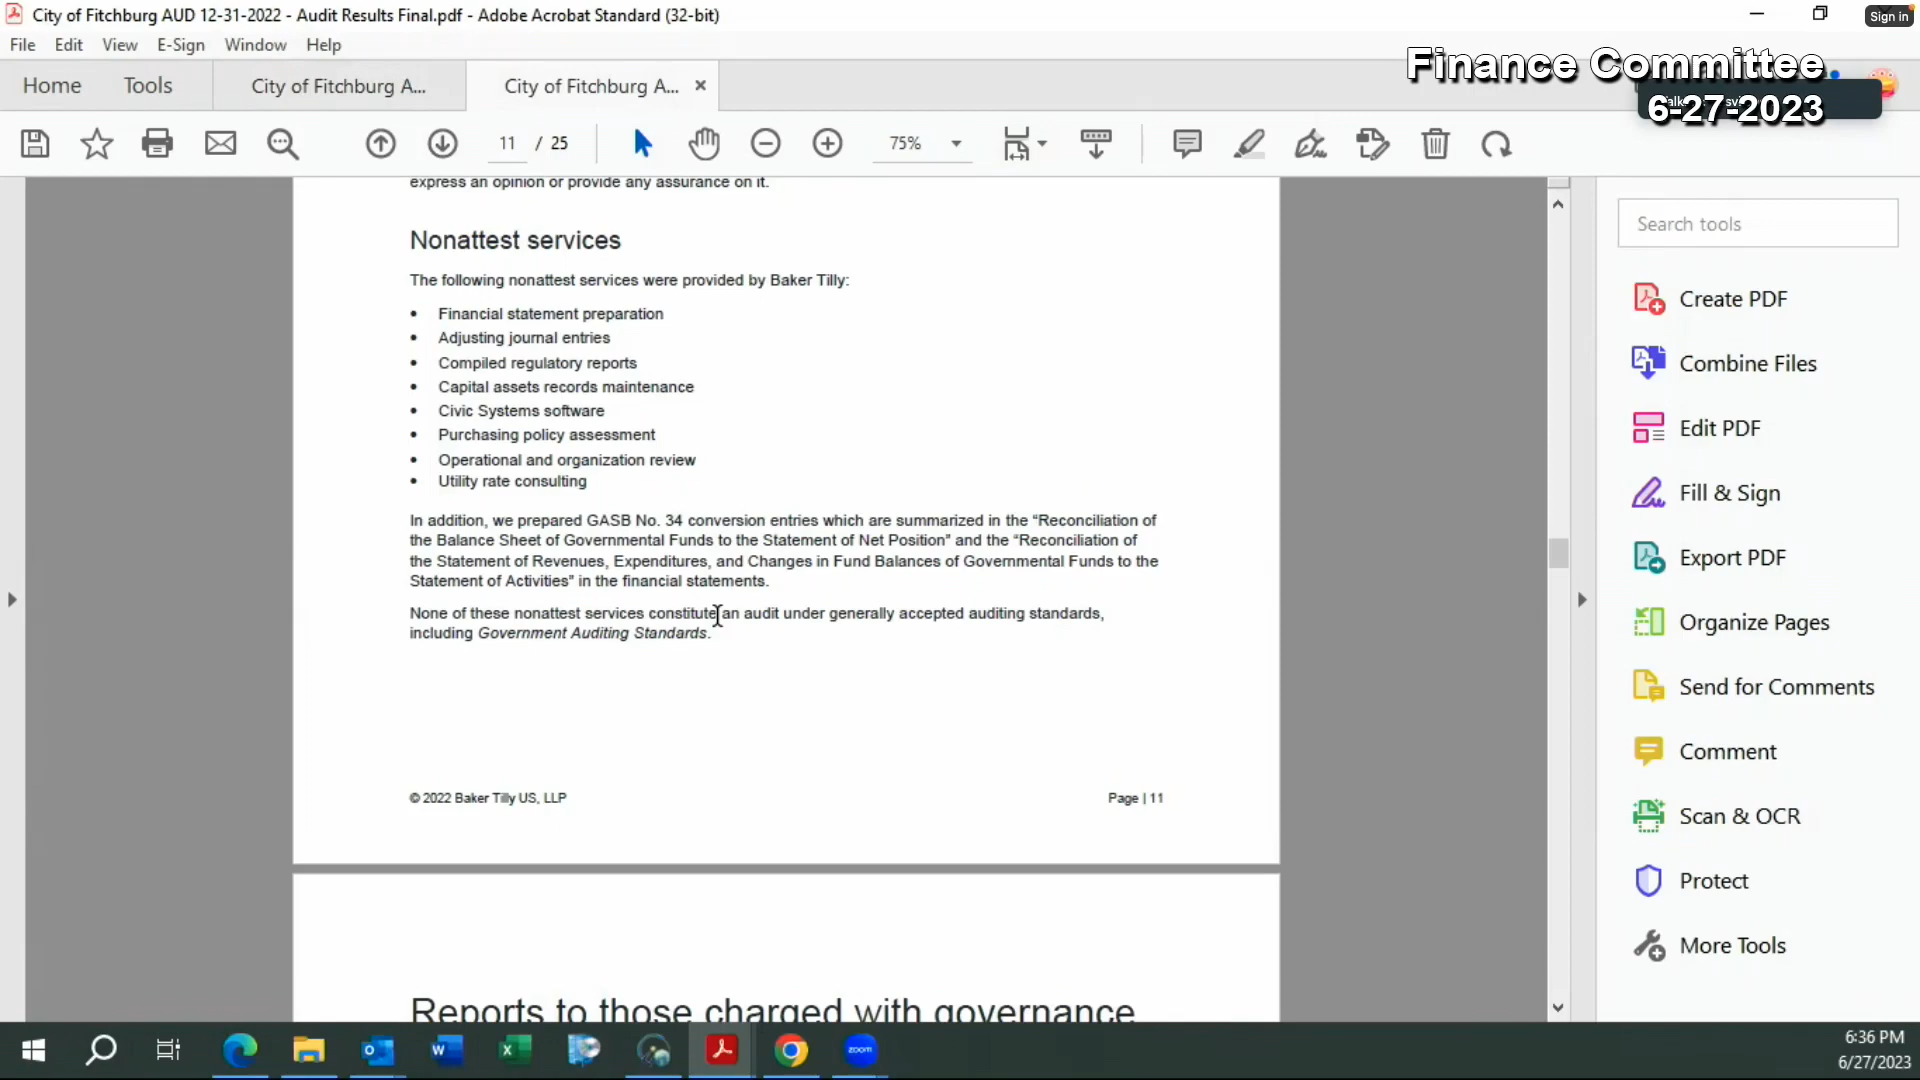 City of Fitchburg AUD 12-31-2022 - Audit Results Final.pdf - Adobe Acrobat Standard (32-bit)
Sign in
File Edit View E-Sign Window Help
Finance Committee
6-27-2023
Home Tools City of Fitchburg A... City of Fitchburg A... ×
11 / 25 75%
express an opinion or provide any assurance on it.
Nonattest services
The following nonattest services were provided by Baker Tilly:
• Financial statement preparation
• Adjusting journal entries
• Compiled regulatory reports
• Capital assets records maintenance
• Civic Systems software
• Purchasing policy assessment
• Operational and organization review
• Utility rate consulting
In addition, we prepared GASB No. 34 conversion entries which are summarized in the “Reconciliation of
the Balance Sheet of Governmental Funds to the Statement of Net Position” and the “Reconciliation of
the Statement of Revenues, Expenditures, and Changes in Fund Balances of Governmental Funds to the
Statement of Activities” in the financial statements.
None of these nonattest services constitute an audit under generally accepted auditing standards,
including Government Auditing Standards.
© 2022 Baker Tilly US, LLP Page | 11
Reports to those charged with governance
Search tools
Create PDF
Combine Files
Edit PDF
Fill & Sign
Export PDF
Organize Pages
Send for Comments
Comment
Scan & OCR
Protect
More Tools
zoom
6:36 PM
6/27/2023